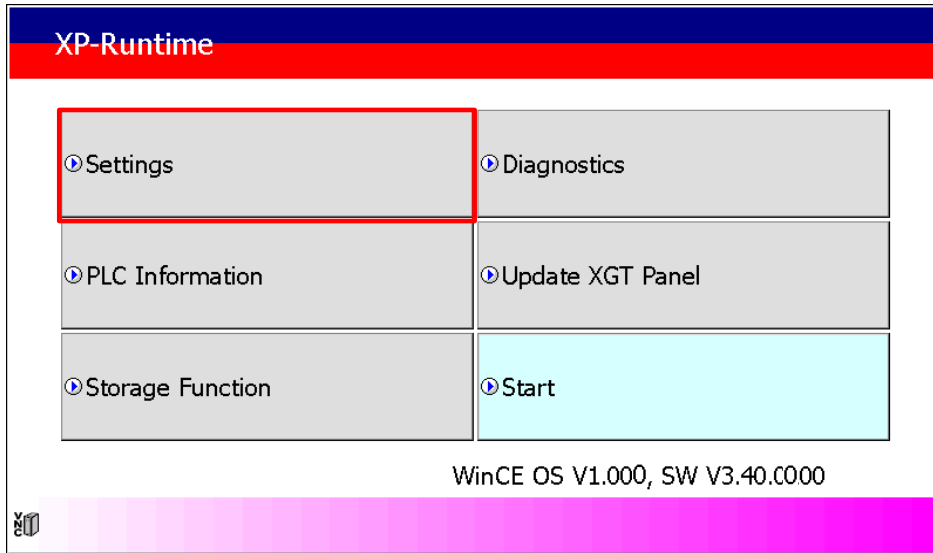 XP-Runtime
Settings
Diagnostics
PLC Information
Update XGT Panel
Storage Function
Start
WinCE OS V1.000, SW V3.40.0000
VNC